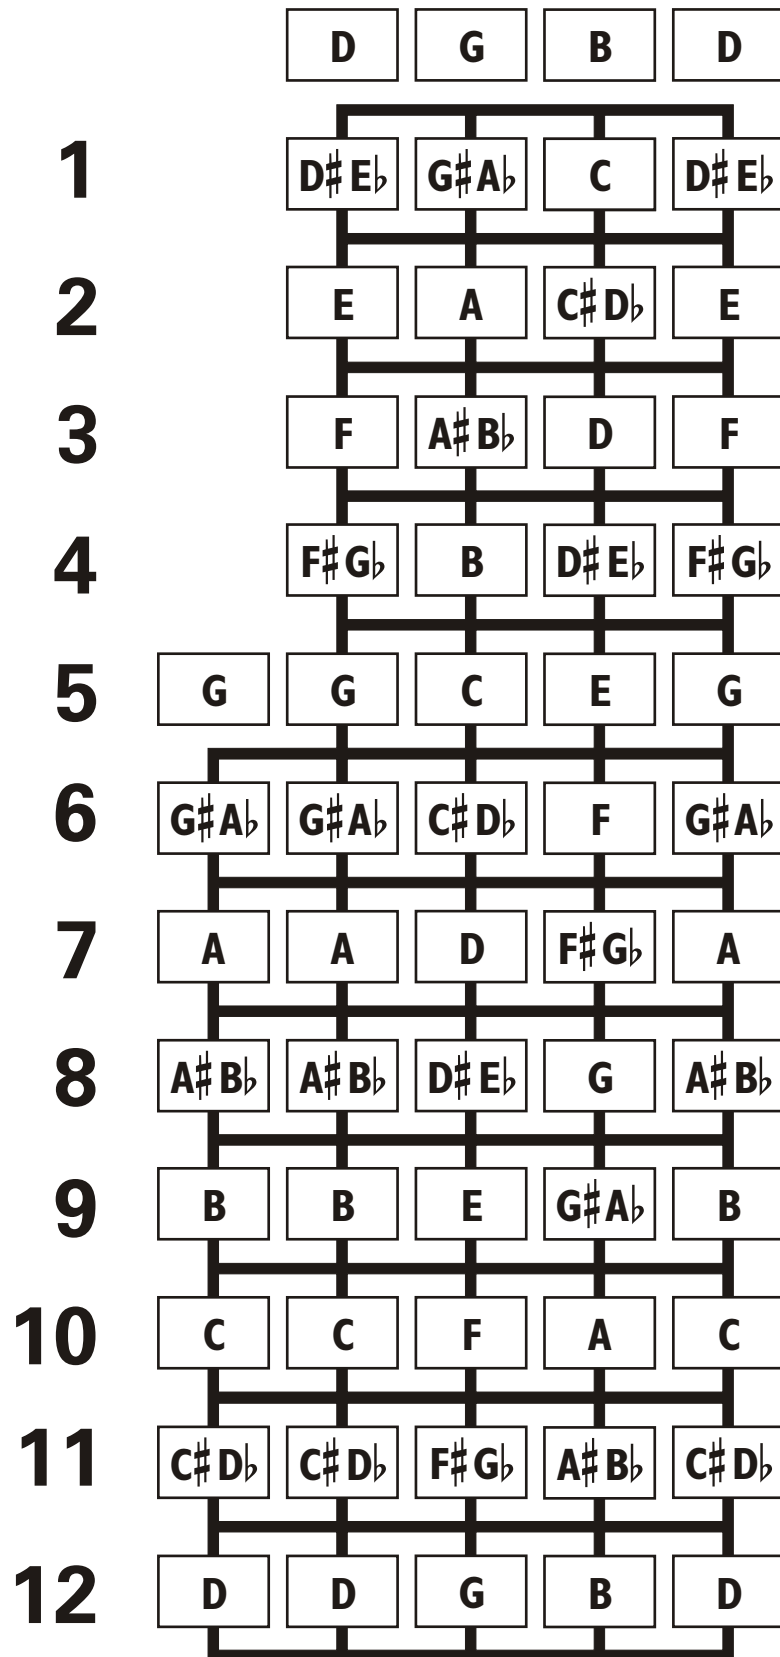 D G B D
1 D♯E♭ G♯A♭ C D♯E♭
2 E A C♯D♭ E
3 F A♯B♭ D F
4 F♯G♭ B D♯E♭ F♯G♭
5 G G C E G
6 G♯A♭ G♯A♭ C♯D♭ F G♯A♭
7 A A D F♯G♭ A
8 A♯B♭ A♯B♭ D♯E♭ G A♯B♭
9 B B E G♯A♭ B
10 C C F A C
11 C♯D♭ C♯D♭ F♯G♭ A♯B♭ C♯D♭
12 D D G B D